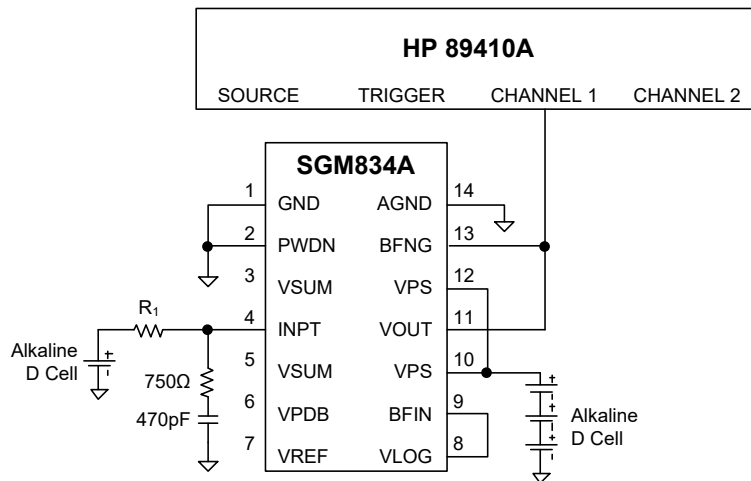 HP 89410A
SOURCE TRIGGER CHANNEL 1 CHANNEL 2
SGM834A
1 GND AGND 14
2 PWDN BFNG 13
3 VSUM VPS 12
R1
4 INPT VOUT 11
Alkaline
D Cell
5 VSUM VPS 10
750Ω
6 VPDB BFIN 9
470pF
Alkaline
D Cell
7 VREF VLOG 8